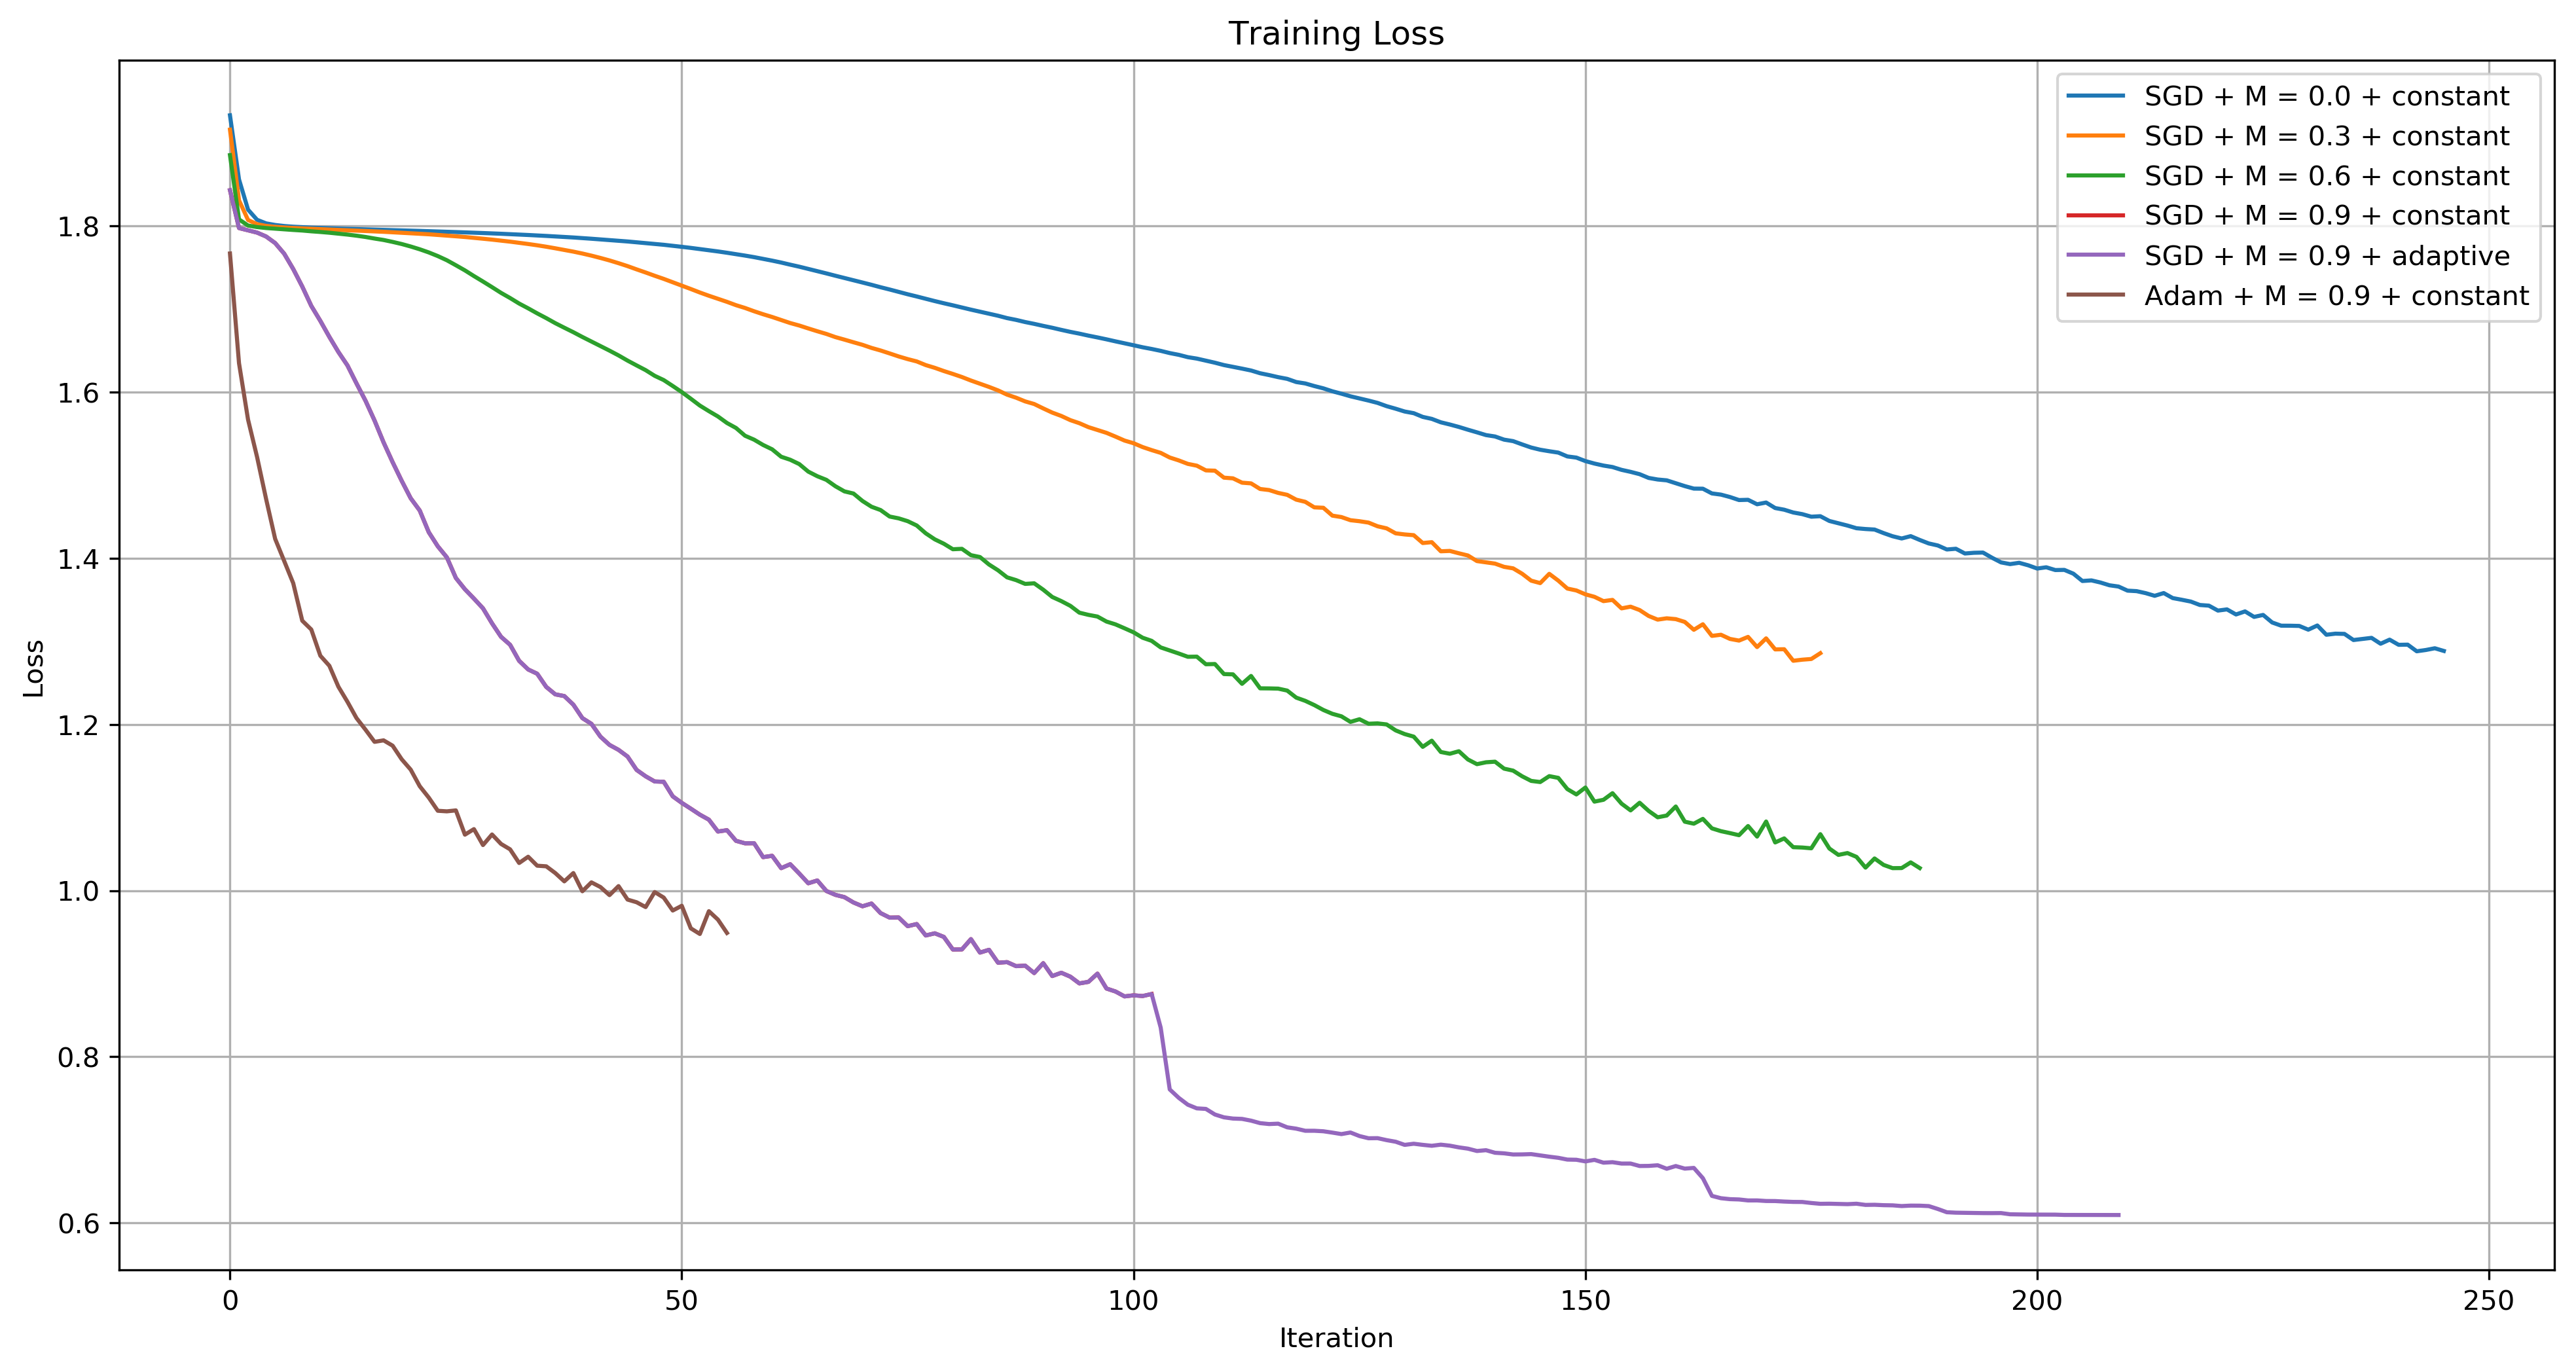 Training Loss
SGD + M = 0.0 + constant
SGD + M = 0.3 + constant
SGD + M = 0.6 + constant
SGD + M = 0.9 + constant
SGD + M = 0.9 + adaptive
Adam + M = 0.9 + constant
Loss
1.8
1.6
1.4
1.2
1.0
0.8
0.6
0
50
100
150
200
250
Iteration